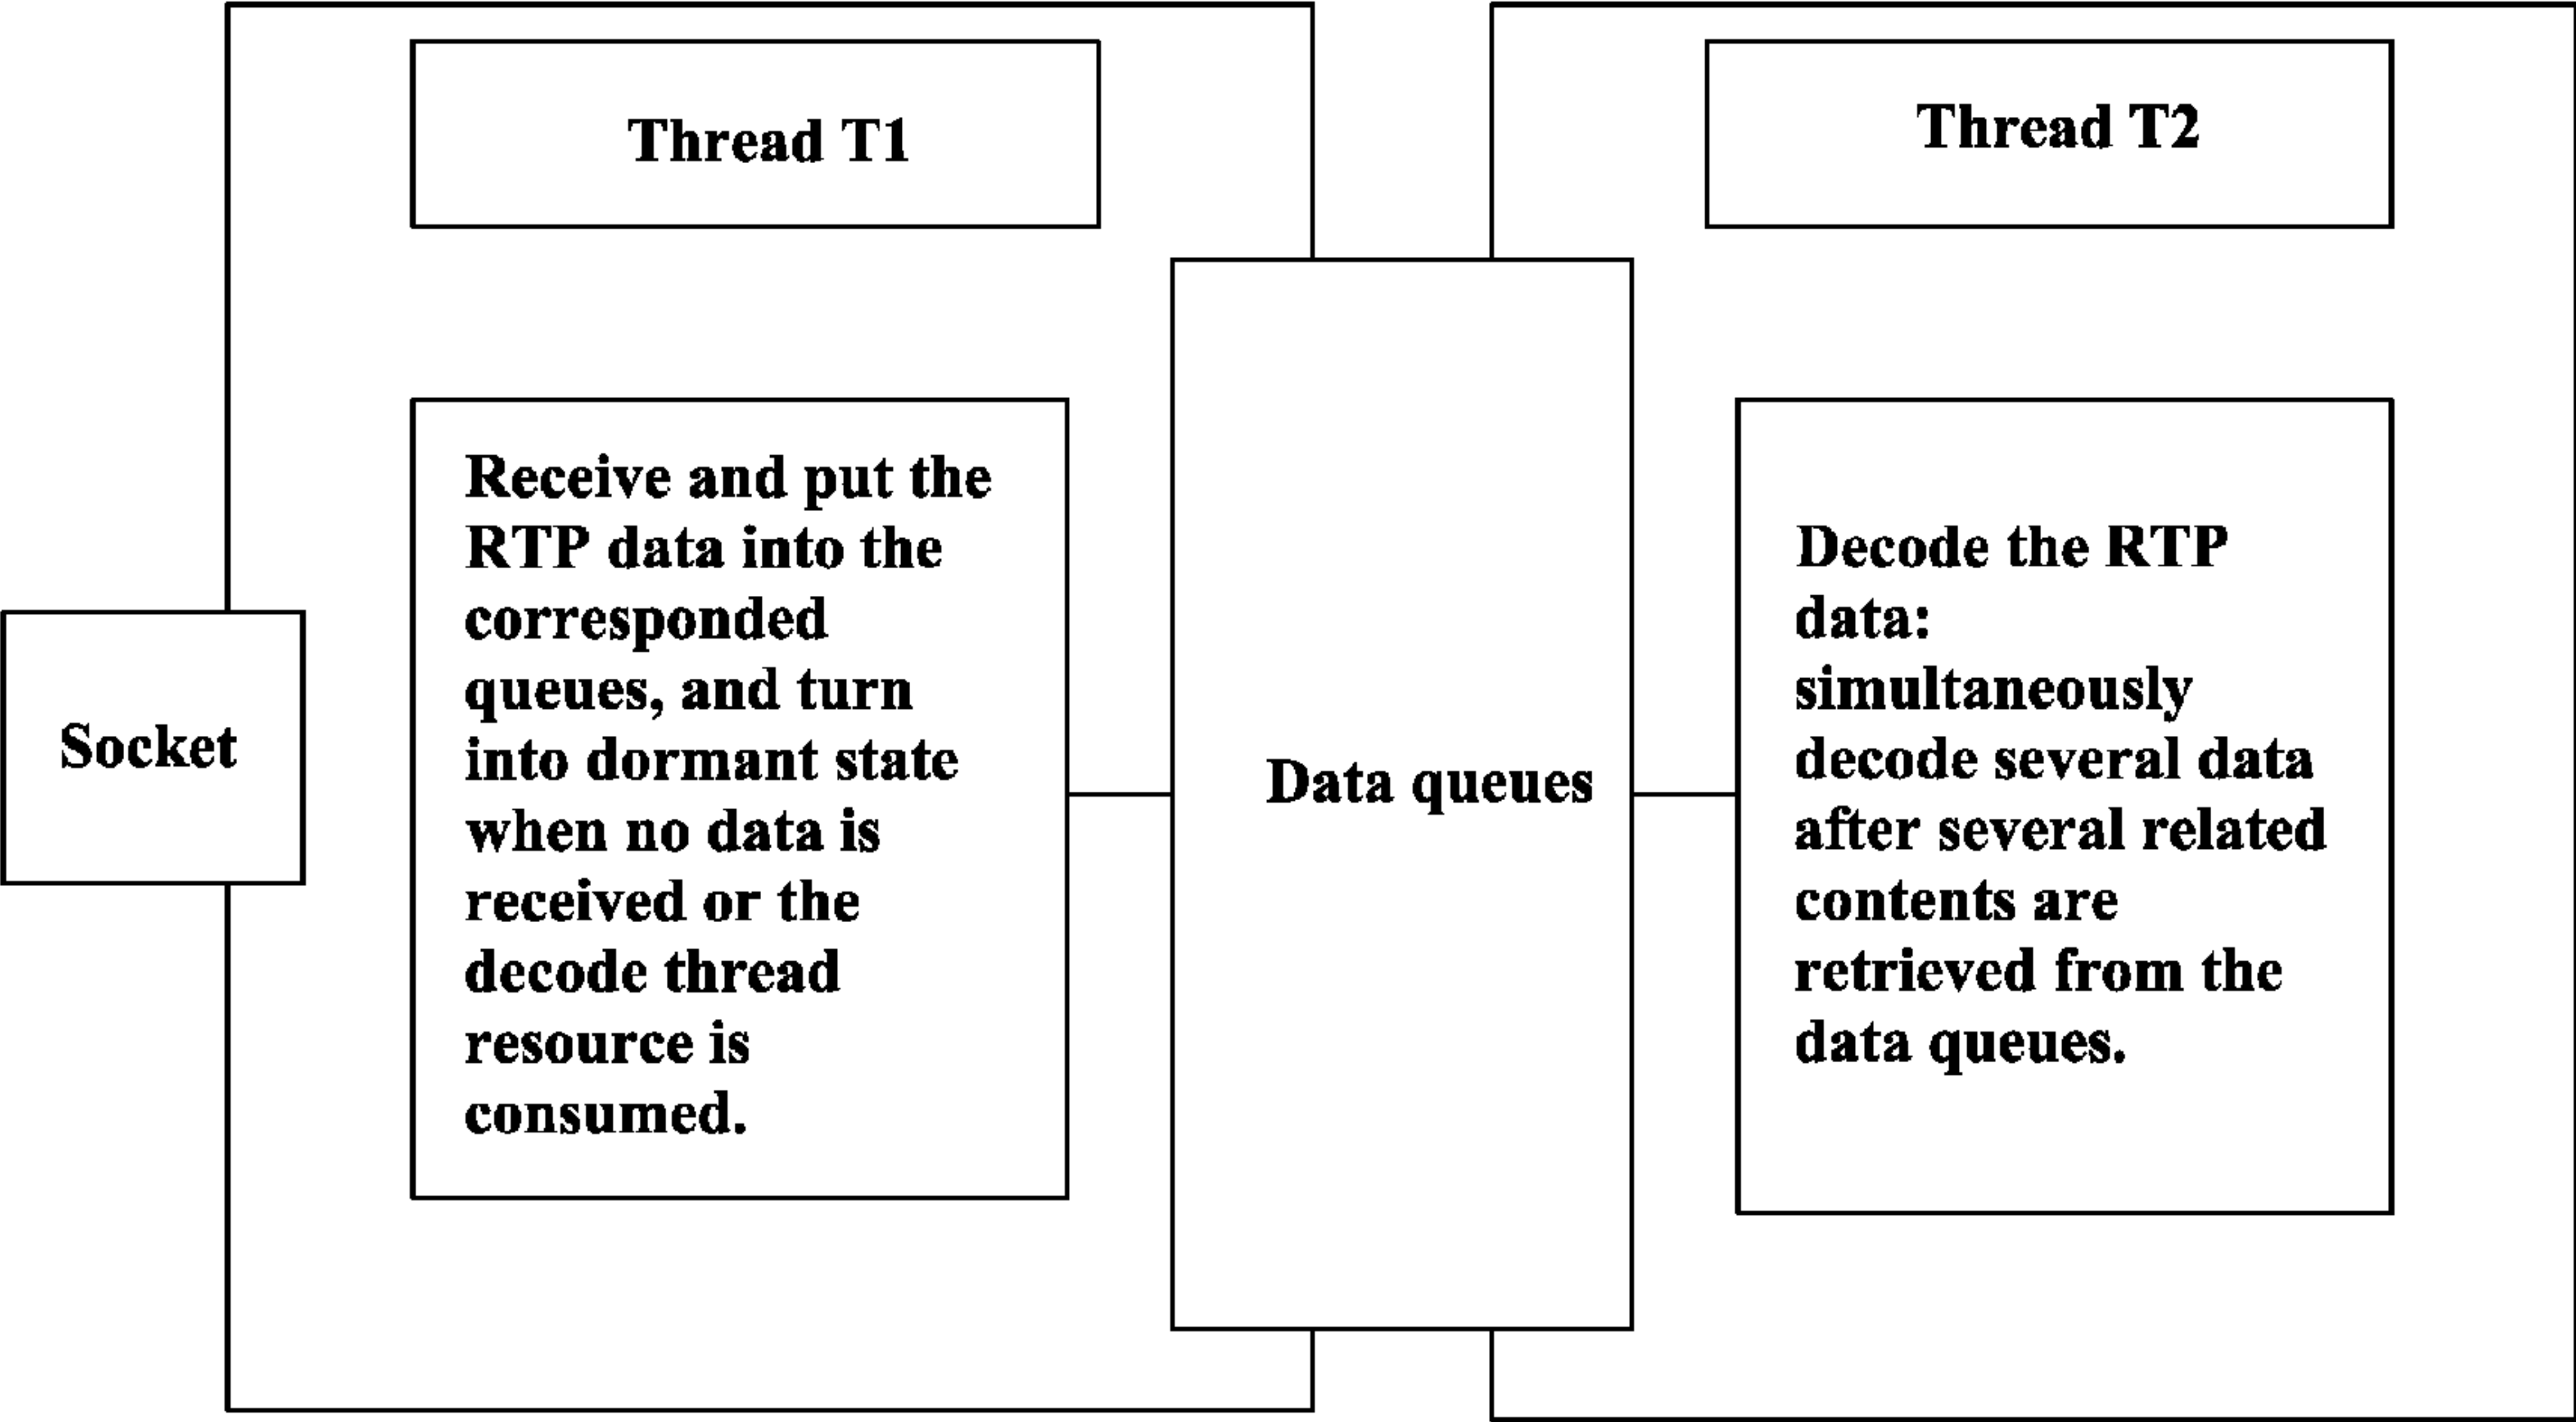 Thread T1
Thread T2
Receive and put the
RTP data into the
corresponded
queues, and turn
into dormant state
when no data is
received or the
decode thread
resource is
consumed.
Socket
Data queues
Decode the RTP
data:
simultaneously
decode several data
after several related
contents are
retrieved from the
data queues.